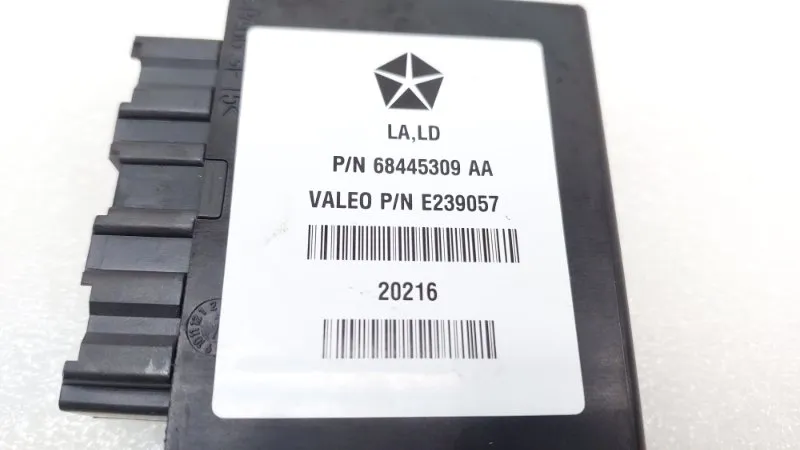 LA,LD
P/N 68445309 AA
VALEO P/N E239057
20216